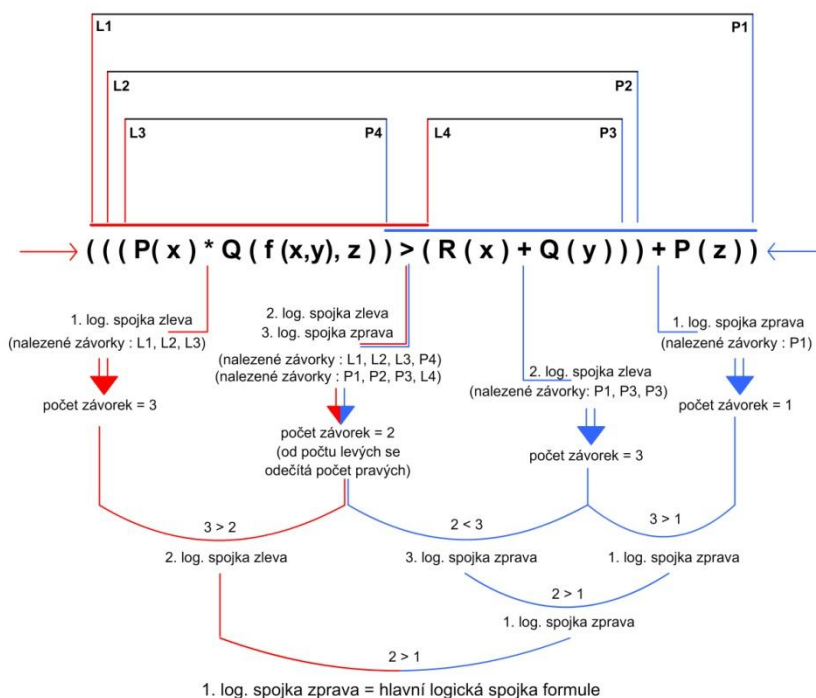 L1 P1
L2 P2
L3 P4 L4 P3
( ( ( P( x ) * Q ( f (x,y), z ) ) > ( R ( x ) + Q ( y ) ) ) + P ( z ) )
1. log. spojka zleva
(nalezené závorky : L1, L2, L3)
počet závorek = 3
2. log. spojka zleva
3. log. spojka zprava
(nalezené závorky : L1, L2, L3, P4)
(nalezené závorky : P1, P2, P3, L4)
počet závorek = 2
(od počtu levých se
odečítá počet pravých)
2. log. spojka zleva
(nalezené závorky: P1, P3, P3)
počet závorek = 3
1. log. spojka zprava
(nalezené závorky : P1)
počet závorek = 1
3 > 2 2 < 3 3 > 1
2. log. spojka zleva 3. log. spojka zprava 1. log. spojka zprava
2 > 1
1. log. spojka zprava
2 > 1
1. log. spojka zprava = hlavní logická spojka formule